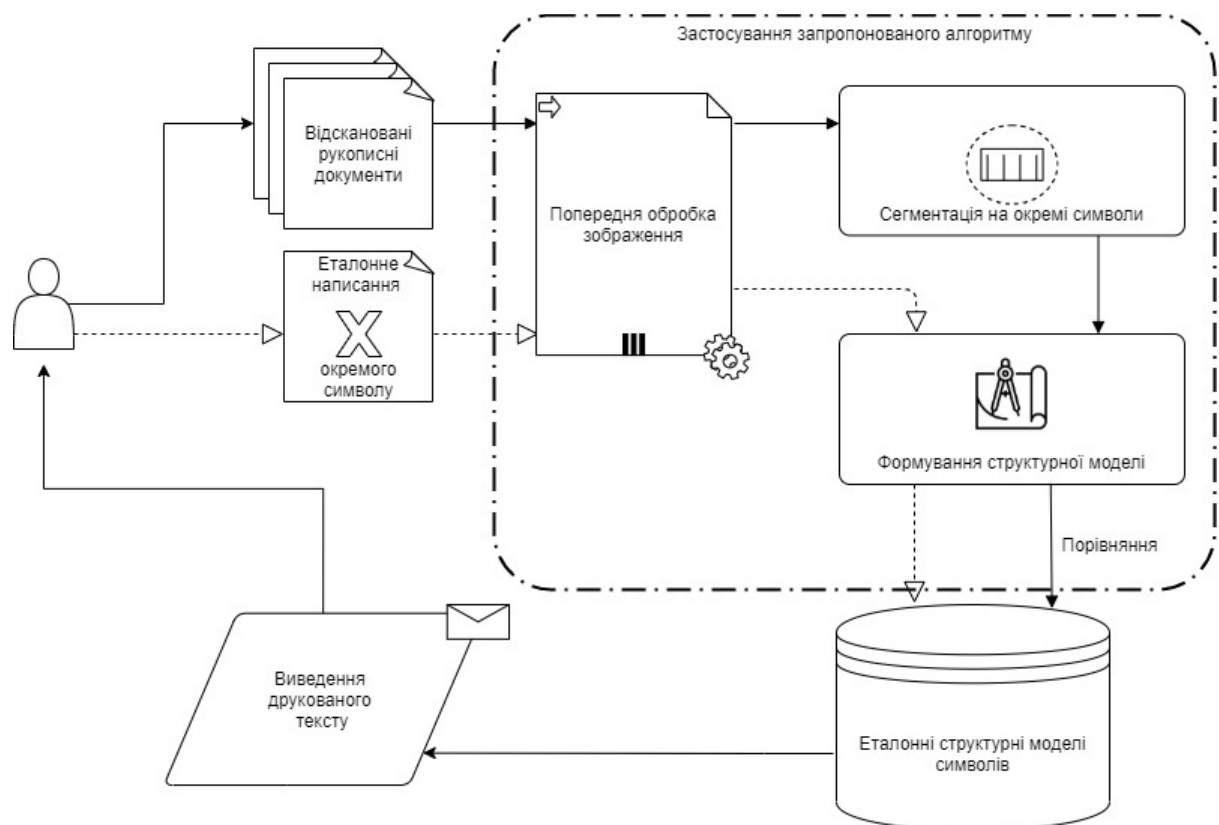 Застосування запропонованого алгоритму
Відскановані
рукописні
документи
Попередня обробка
зображення
Сегментація на окремі символи
Еталонне
написання
X
окремого
символу
Формування структурної моделі
Порівняння
Виведення
друкованого
тексту
Еталонні структурні моделі
символів